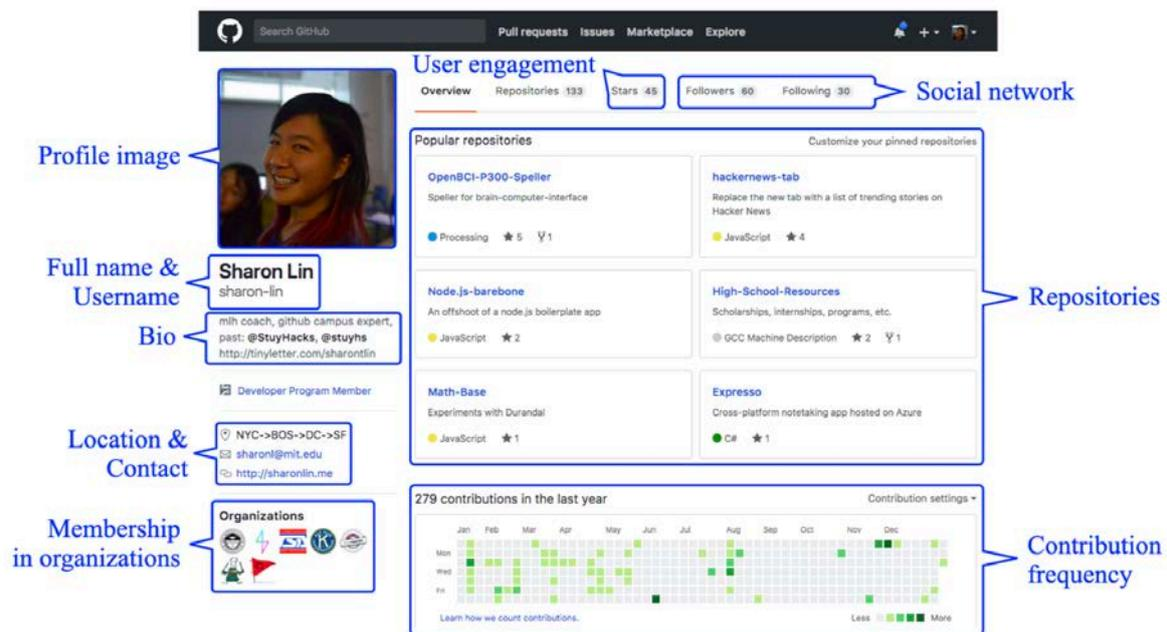 Search GitHub
Pull requests Issues Marketplace Explore
User engagement
Overview Repositories 133 Stars 45 Followers 60 Following 30
Social network
Profile image
Popular repositories
Customize your pinned repositories
OpenBCI-P300-Speller
Speller for brain-computer-interface
Processing 5 1
hackernews-tab
Replace the new tab with a list of trending stories on
Hacker News
JavaScript 4
Full name &
Username
Sharon Lin
sharon-lin
Node.js-barebone
An offshoot of a node.js boilerplate app
JavaScript 2
High-School-Resources
Scholarships, internships, programs, etc.
GCC Machine Description 2 1
Repositories
Bio
mlh coach, github campus expert,
past: @StuyHacks, @stuyhs
http://tinyletter.com/sharontlin
Developer Program Member
Math-Base
Experiments with Durandal
JavaScript 1
Expresso
Cross-platform notetaking app hosted on Azure
C# 1
Location &
Contact
NYC->BOS->DC->SF
sharonl@mit.edu
http://sharonlin.me
Membership
in organizations
Organizations
279 contributions in the last year
Contribution settings
Jan Feb Mar Apr May Jun Jul Aug Sep Oct Nov Dec
Mon
Wed
Fri
Learn how we count contributions.
Less More
Contribution
frequency